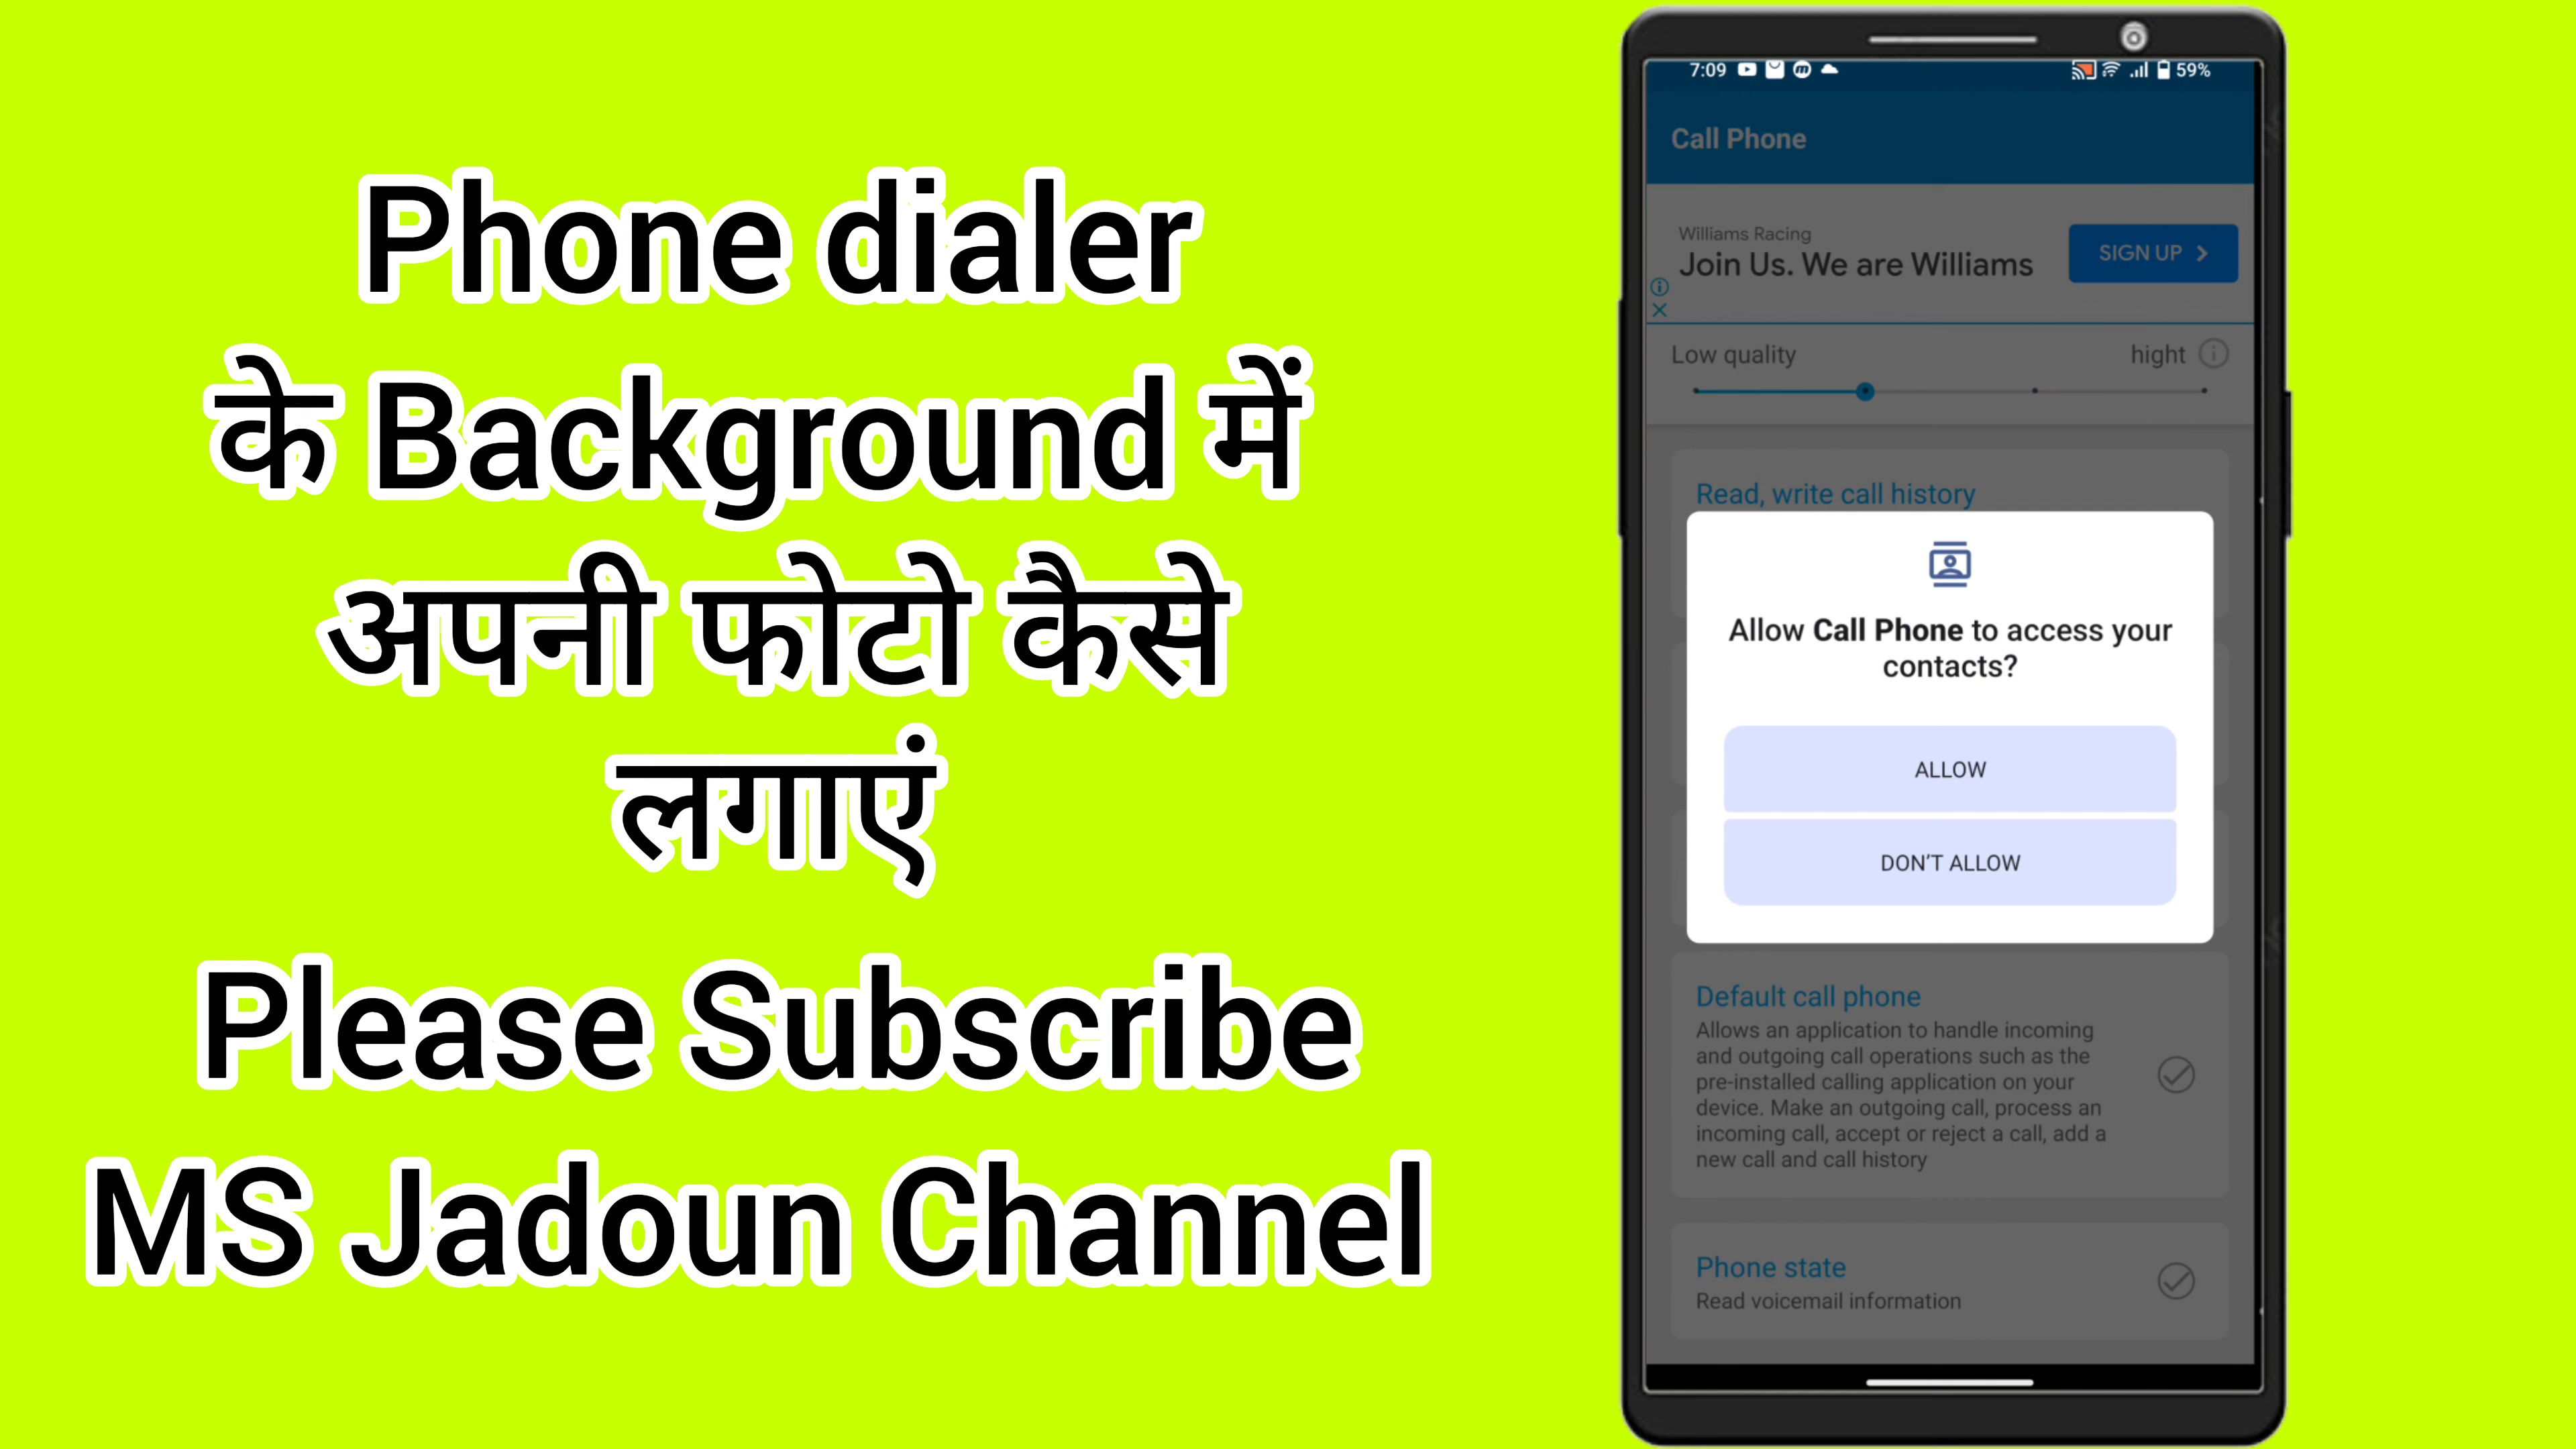 Phone dialer
के Background में
अपनी फोटो कैसे
लगाएं
Please Subscribe
MS Jadoun Channel
7:09
59%
Call Phone
Williams Racing
Join Us. We are Williams
SIGN UP
Low quality
hight
Read, write call history
Allow Call Phone to access your
contacts?
ALLOW
DON'T ALLOW
Default call phone
Allows an application to handle incoming
and outgoing call operations such as the
pre-installed calling application on your
device. Make an outgoing call, process an
incoming call, accept or reject a call, add a
new call and call history
Phone state
Read voicemail information